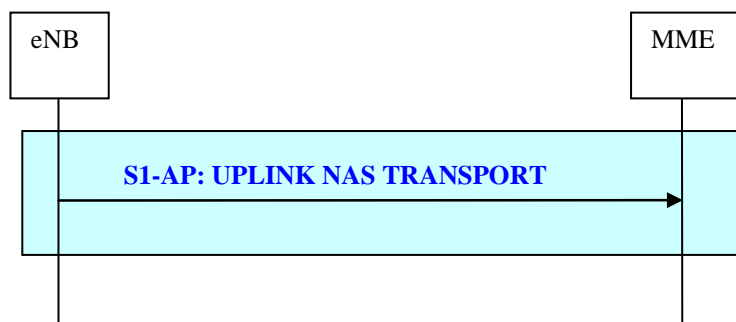 eNB
MME
S1-AP: UPLINK NAS TRANSPORT